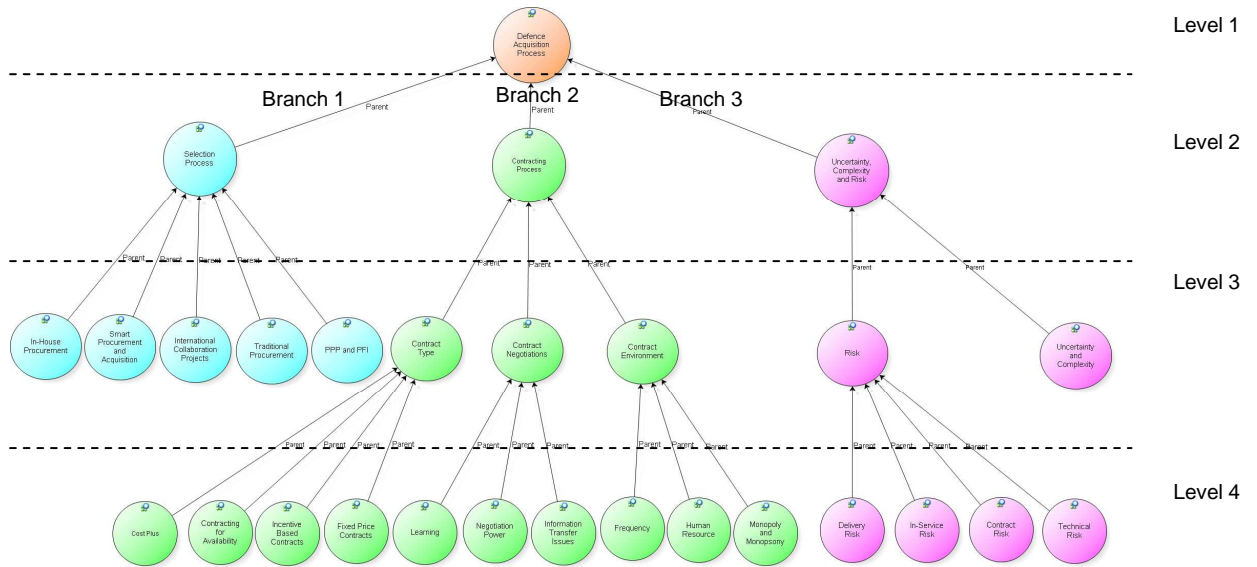 Level 1
Defence
Acquisition
Process
Branch 1
Branch 2
Branch 3
Parent
Parent
Parent
Level 2
Selection
Process
Contracting
Process
Uncertainty,
Complexity
and Risk
Parent
Parent
Parent
Parent
Parent
Parent
Parent
Parent
Parent
Parent
Level 3
In-House
Procurement
Smart
Procurement
and
Acquisition
International
Collaboration
Projects
Traditional
Procurement
PPP and PFI
Contract
Type
Contract
Negotiations
Contract
Environment
Risk
Uncertainty
and
Complexity
Parent
Parent
Parent
Parent
Parent
Parent
Parent
Parent
Parent
Parent
Parent
Parent
Parent
Parent
Level 4
Cost Plus
Contracting
for
Availability
Incentive
Based
Contracts
Fixed Price
Contracts
Learning
Negotiation
Power
Information
Transfer
Issues
Frequency
Human
Resource
Monopoly
and
Monopsony
Delivery
Risk
In-Service
Risk
Contract
Risk
Technical
Risk